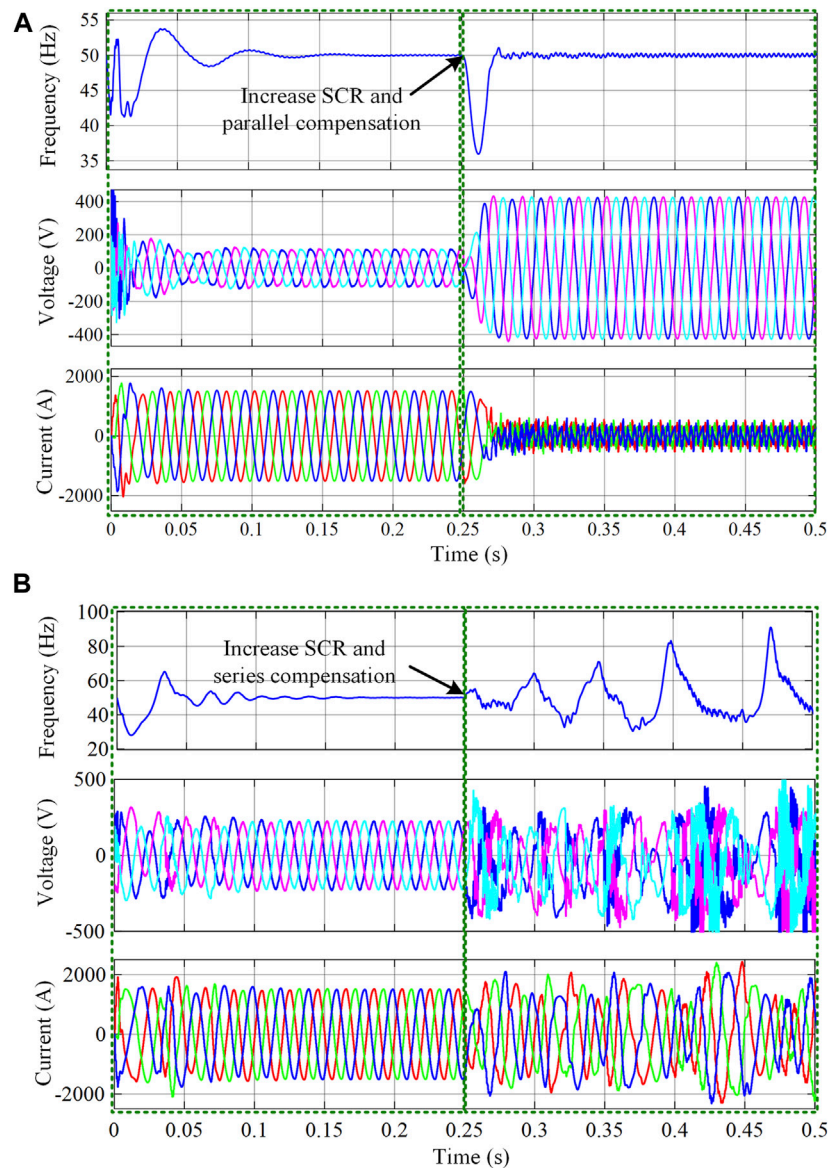 A
Frequency (Hz)
55
50
45
40
35
Increase SCR and
parallel compensation
Voltage (V)
400
200
0
-200
-400
Current (A)
2000
0
-2000
0 0.05 0.1 0.15 0.2 0.25 0.3 0.35 0.4 0.45 0.5
Time (s)
B
Frequency (Hz)
100
80
60
40
20
Increase SCR and
series compensation
Voltage (V)
500
0
-500
Current (A)
2000
0
-2000
0 0.05 0.1 0.15 0.2 0.25 0.3 0.35 0.4 0.45 0.5
Time (s)